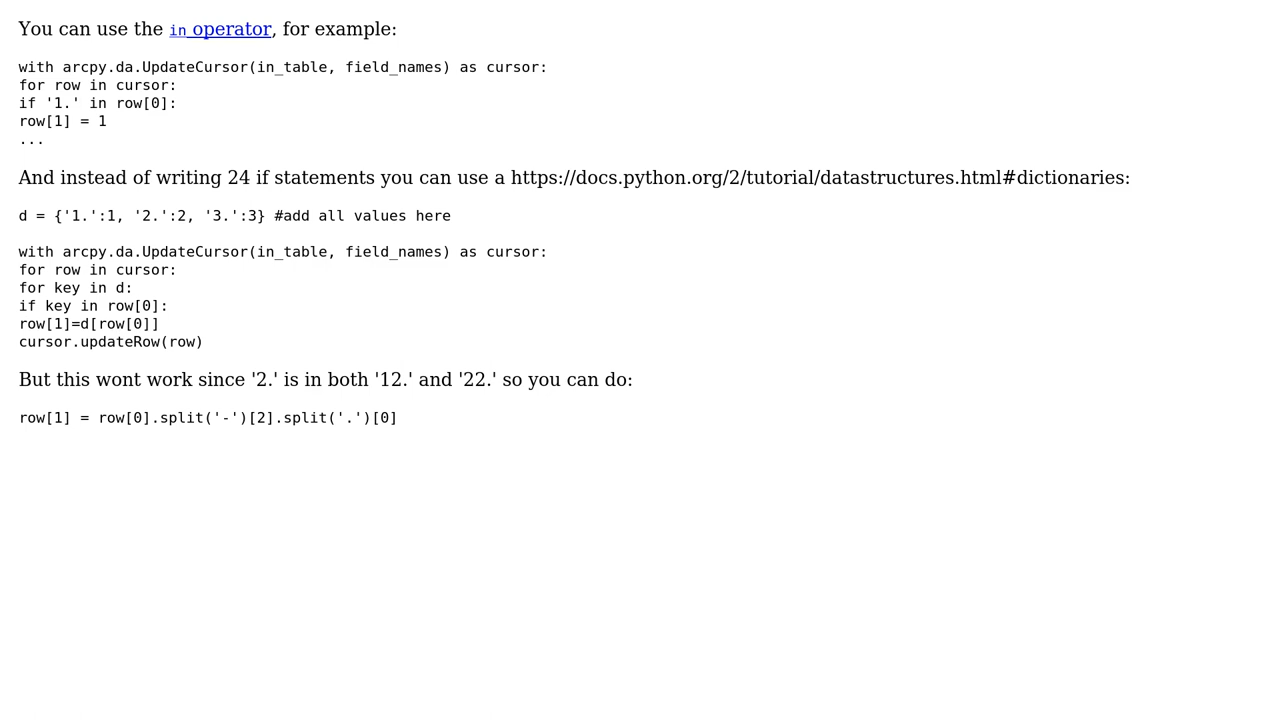 You can use the in operator, for example:
with arcpy.da.UpdateCursor(in_table, field_names) as cursor:
for row in cursor:
if '1.' in row[0]:
row[1] = 1
...
And instead of writing 24 if statements you can use a https://docs.python.org/2/tutorial/datastructures.html#dictionaries:
d = {'1.':1, '2.':2, '3.':3} #add all values here
with arcpy.da.UpdateCursor(in_table, field_names) as cursor:
for row in cursor:
for key in d:
if key in row[0]:
row[1]=d[row[0]]
cursor.updateRow(row)
But this wont work since '2.' is in both '12.' and '22.' so you can do:
row[1] = row[0].split('-')[2].split('.')[0]